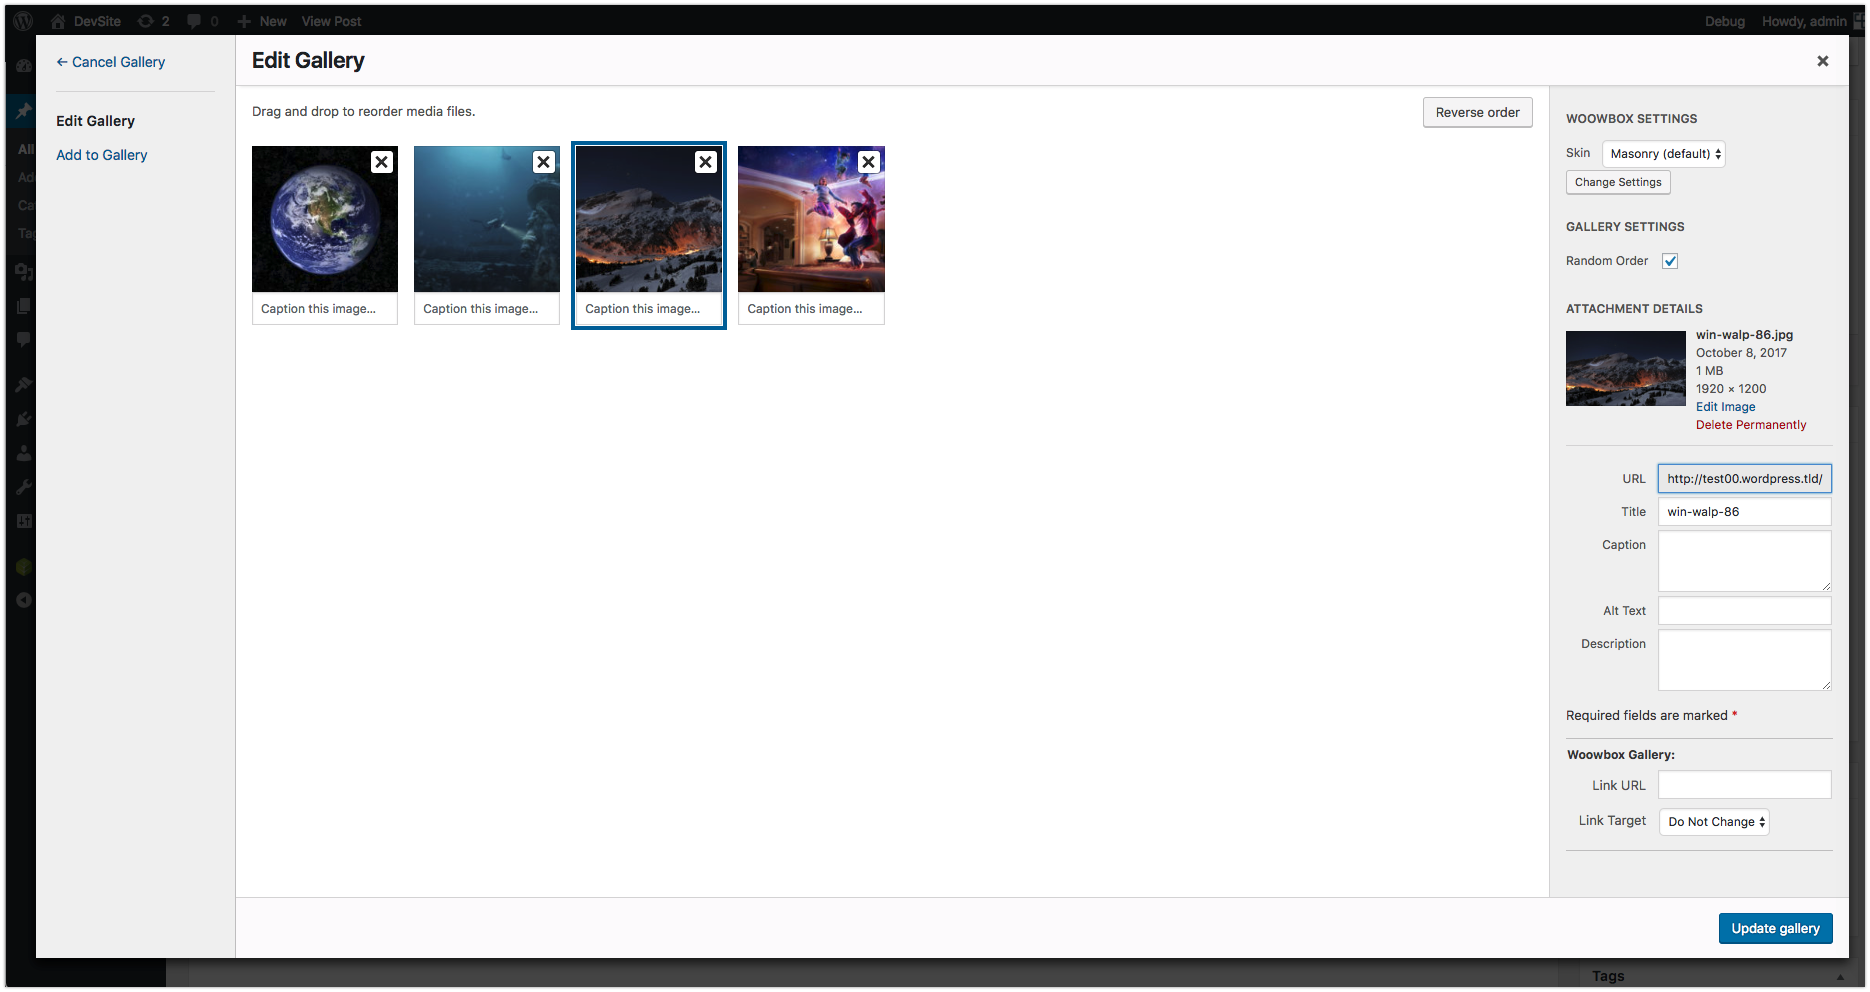 DevSite 2 0 New View Post Debug Howdy, admin
← Cancel Gallery
Edit Gallery
Add to Gallery
All
Ad
Ca
Tag
Edit Gallery
Drag and drop to reorder media files.
Reverse order
Caption this image...
Caption this image...
Caption this image...
Caption this image...
WOOWBOX SETTINGS
Skin Masonry (default)
Change Settings
GALLERY SETTINGS
Random Order
ATTACHMENT DETAILS
win-walp-86.jpg
October 8, 2017
1 MB
1920 × 1200
Edit Image
Delete Permanently
URL http://test00.wordpress.tld/
Title win-walp-86
Caption
Alt Text
Description
Required fields are marked *
Woowbox Gallery:
Link URL
Link Target Do Not Change
Update gallery
Tags